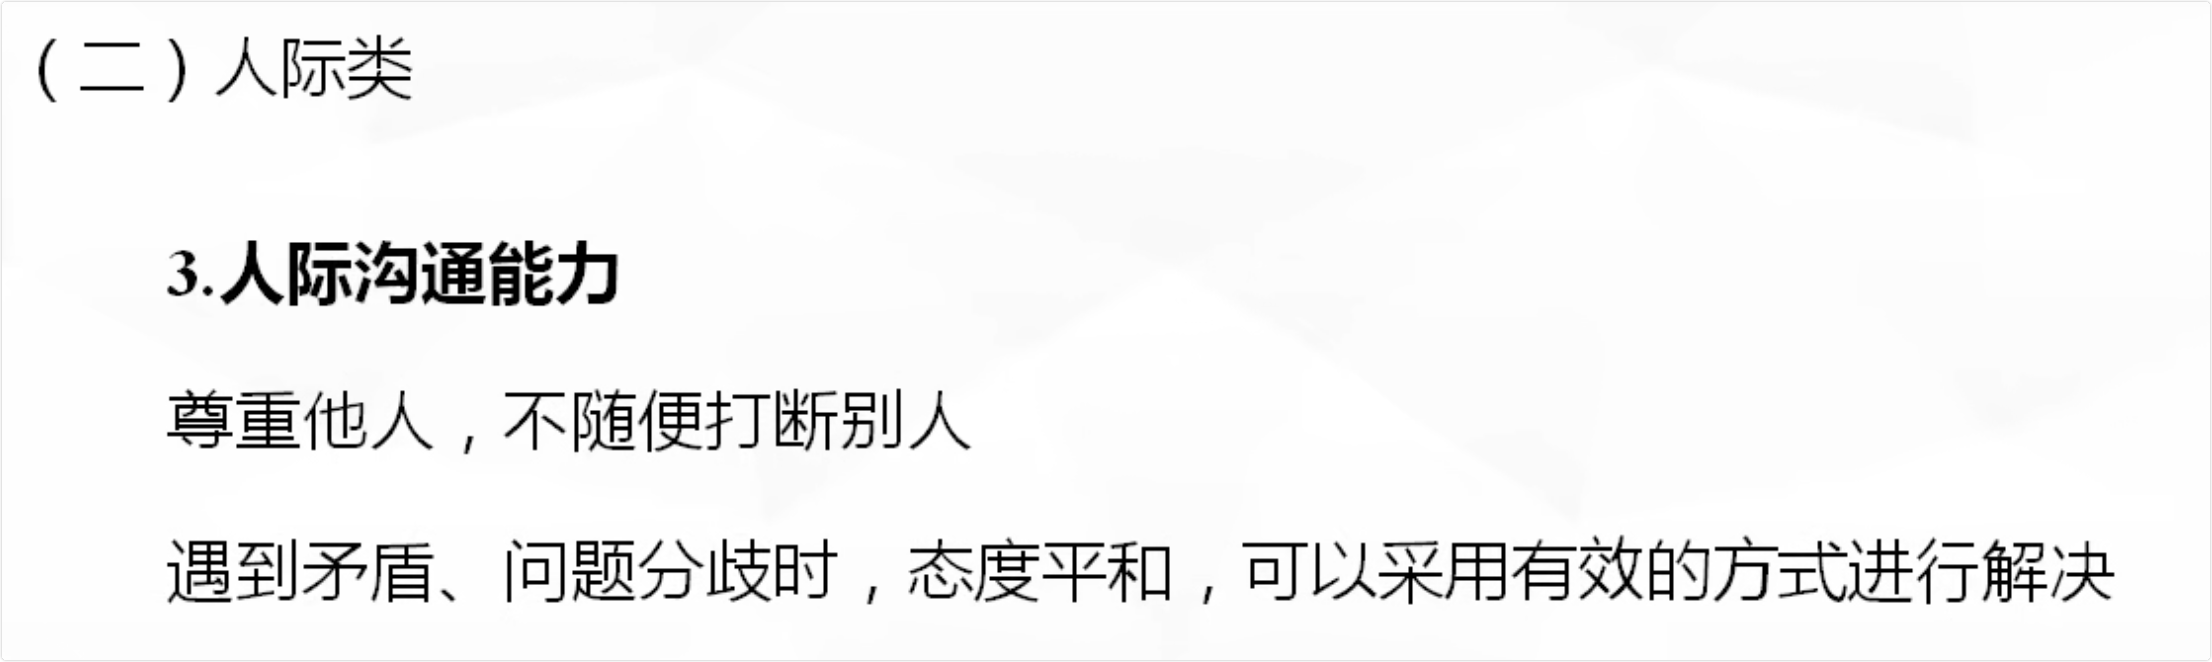 （二）人际类
3.人际沟通能力
尊重他人，不随便打断别人
遇到矛盾、问题分歧时，态度平和，可以采用有效的方式进行解决